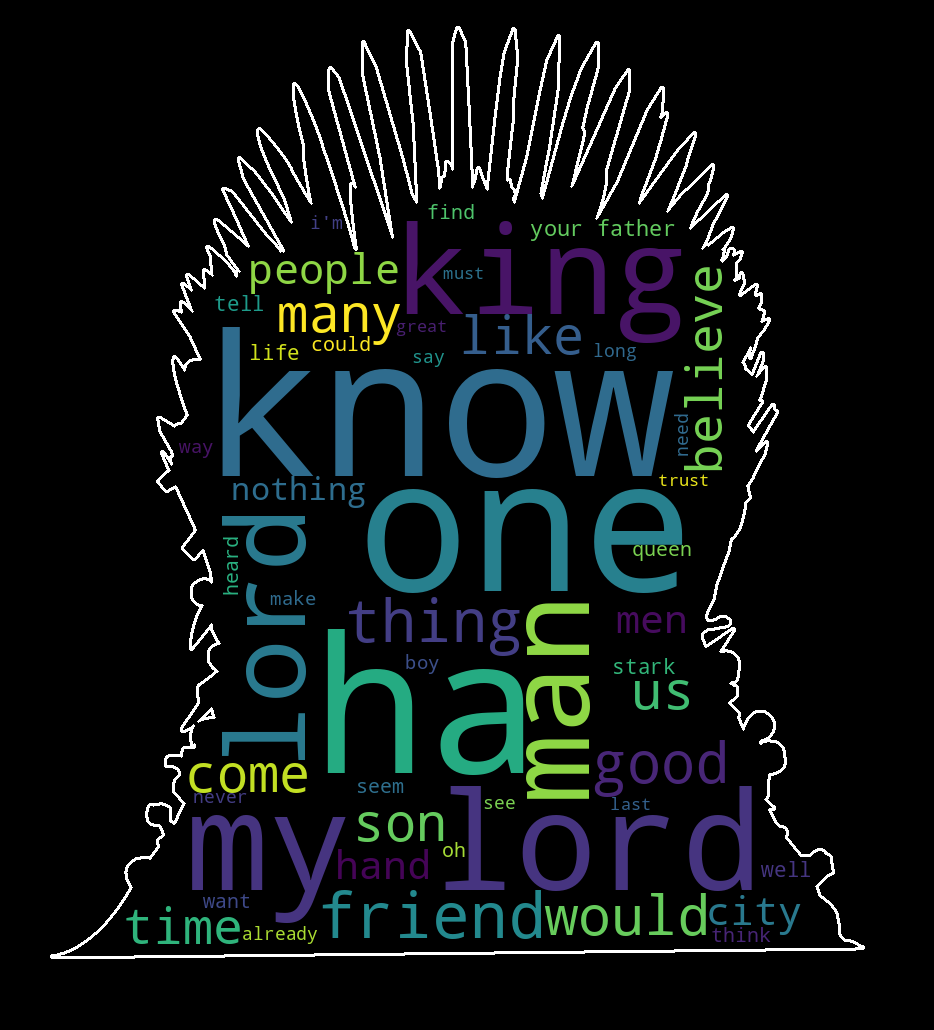 find
i'm
your father
king
people
must
believe
tell
many
great
like
could
life
say
long
know
need
way
nothing
trust
one
lord
heard
queen
make
thing
man
men
ha
boy
stark
us
good
come
seem
never
my lord
see
last
son
oh
hand
well
want
friend
would
city
time
already
think